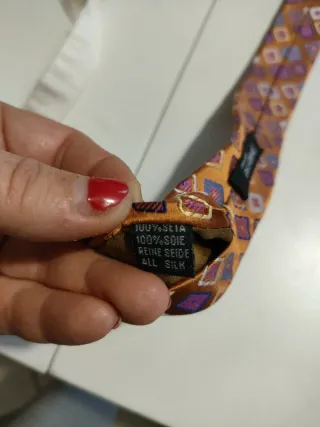 100%SETA
100%SOIE
REINE SEIDE
ALL SILK